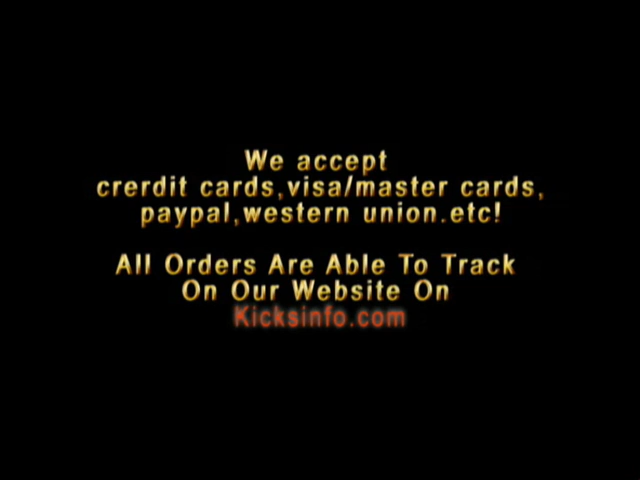 We accept
crerdit cards,visa/master cards,
paypal,western union.etc!
All Orders Are Able To Track
On Our Website On
Kicksinfo.com